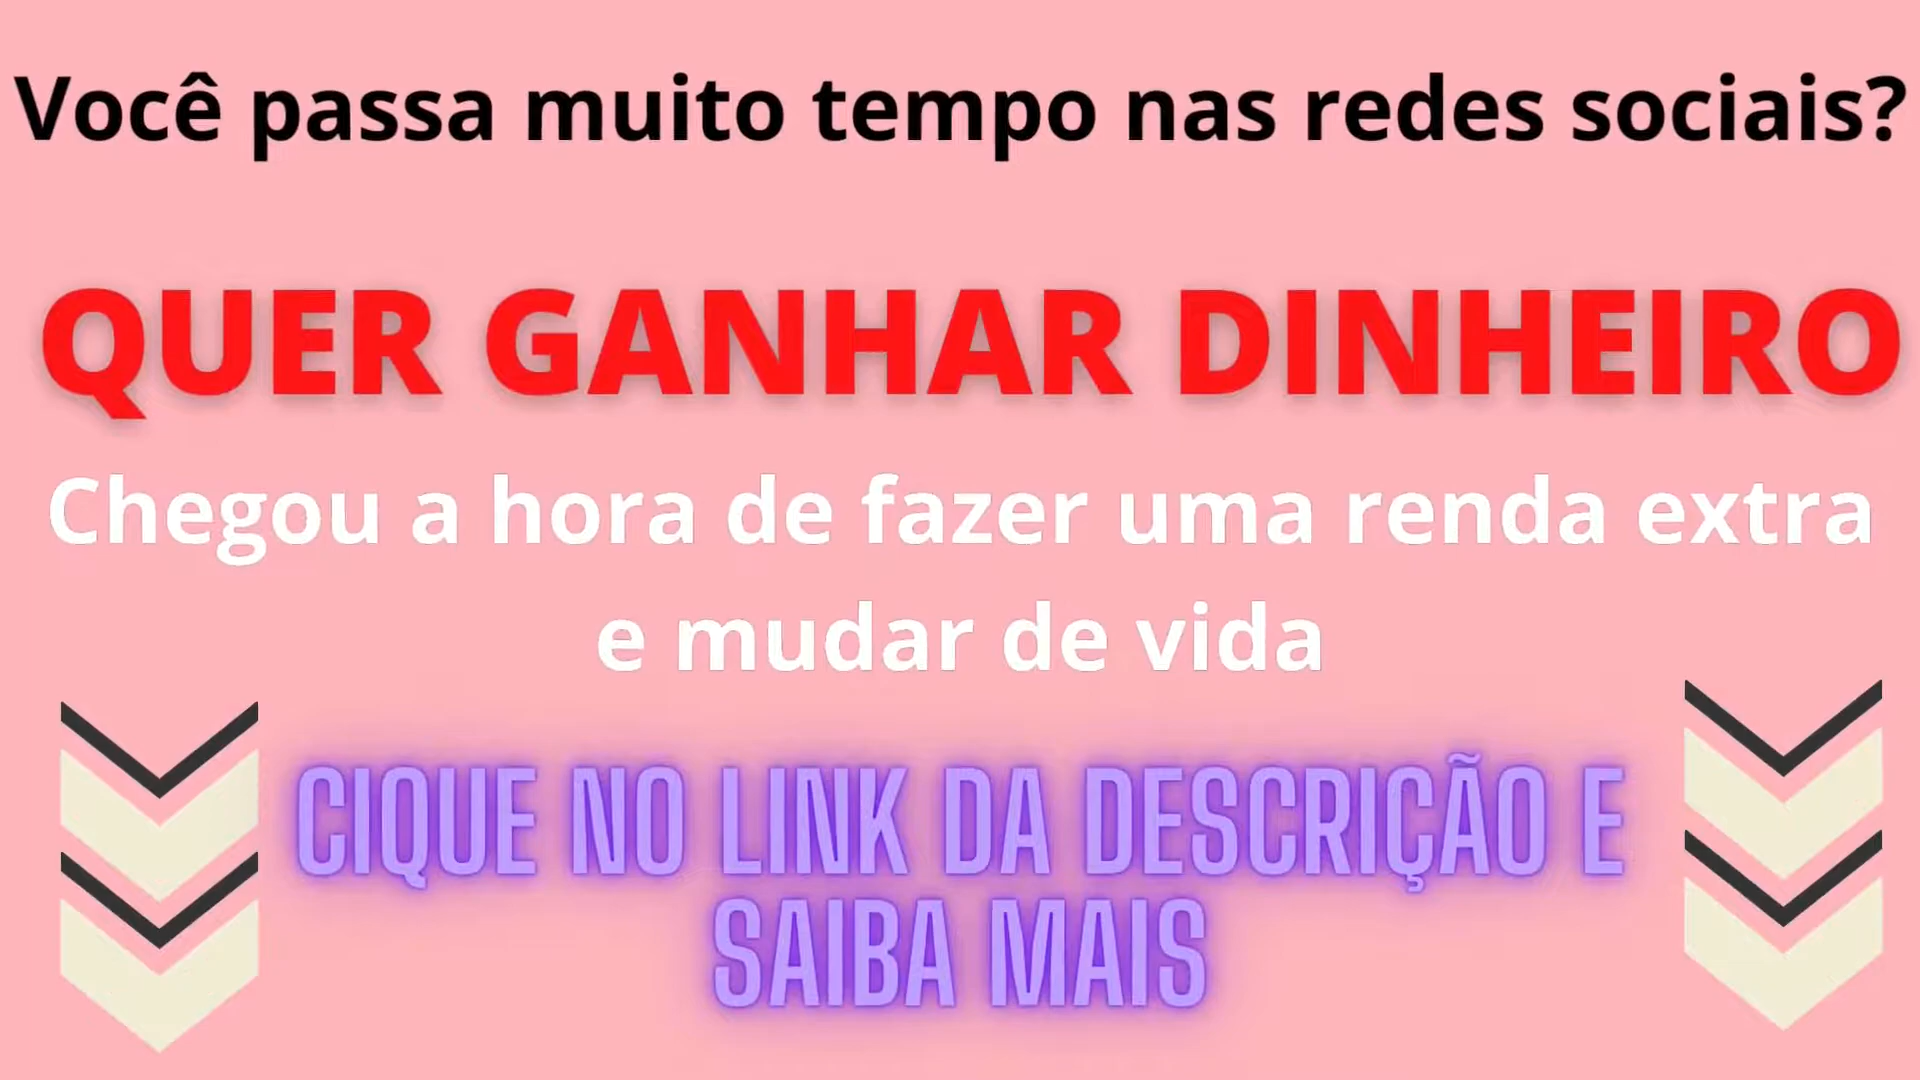 Você passa muito tempo nas redes sociais?
QUER GANHAR DINHEIRO
Chegou a hora de fazer uma renda extra
e mudar de vida
CIQUE NO LINK DA DESCRIÇÃO E
SAIBA MAIS